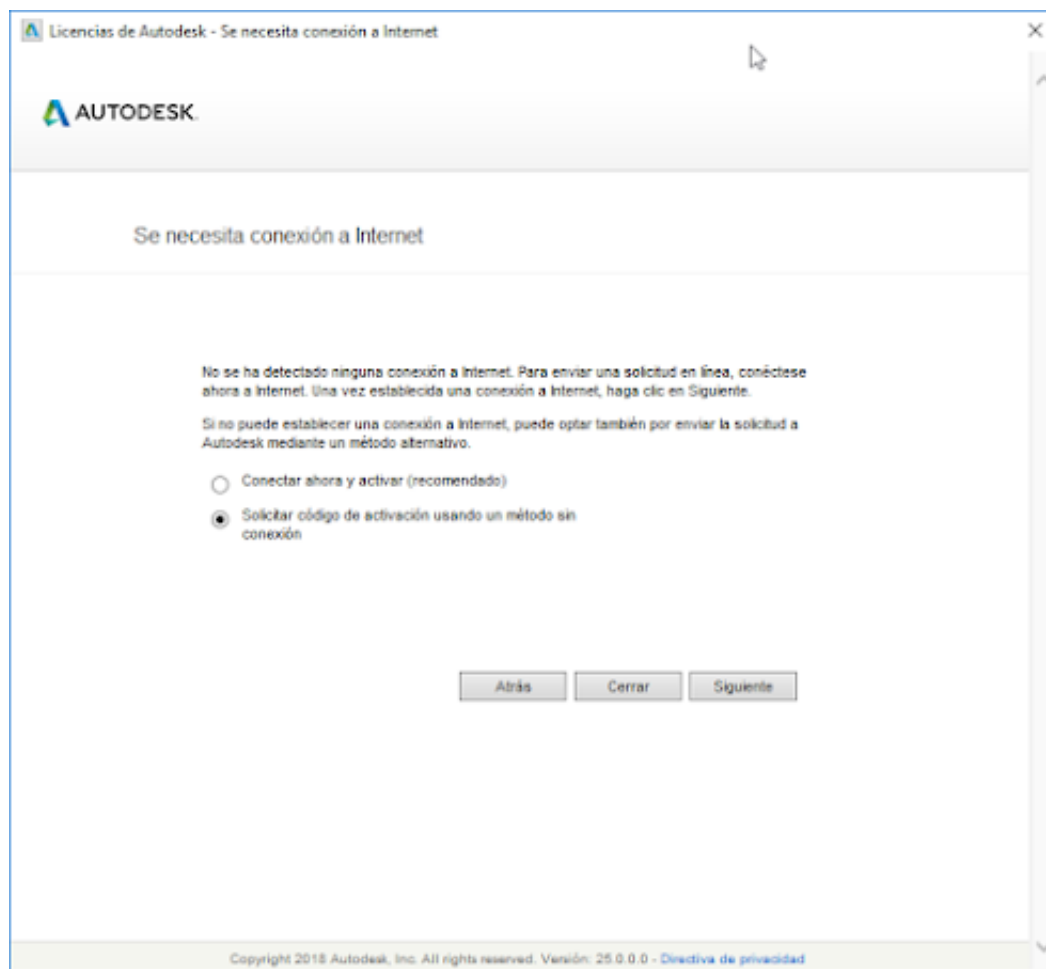 Licencias de Autodesk - Se necesita conexión a Internet
AUTODESK.
Se necesita conexión a Internet
No se ha detectado ninguna conexión a Internet. Para enviar una solicitud en línea, conéctese
ahora a Internet. Una vez establecida una conexión a Internet, haga clic en Siguiente.
Si no puede establecer una conexión a Internet, puede optar también por enviar la solicitud a
Autodesk mediante un método alternativo.
Conectar ahora y activar (recomendado)
Solicitar código de activación usando un método sin
conexión
Atrás Cerrar Siguiente
Copyright 2018 Autodesk, Inc. All rights reserved. Versión: 25.0.0.0 - Directiva de privacidad